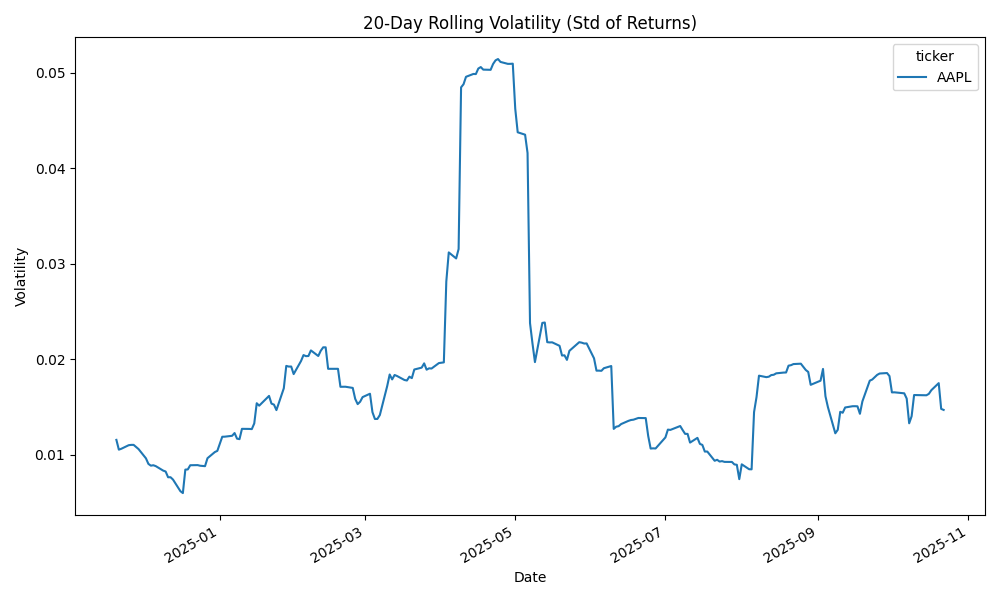 20-Day Rolling Volatility (Std of Returns)
ticker
AAPL
0.05
0.04
0.03
0.02
0.01
Volatility
2025-01
2025-03
2025-05
2025-07
2025-09
2025-11
Date